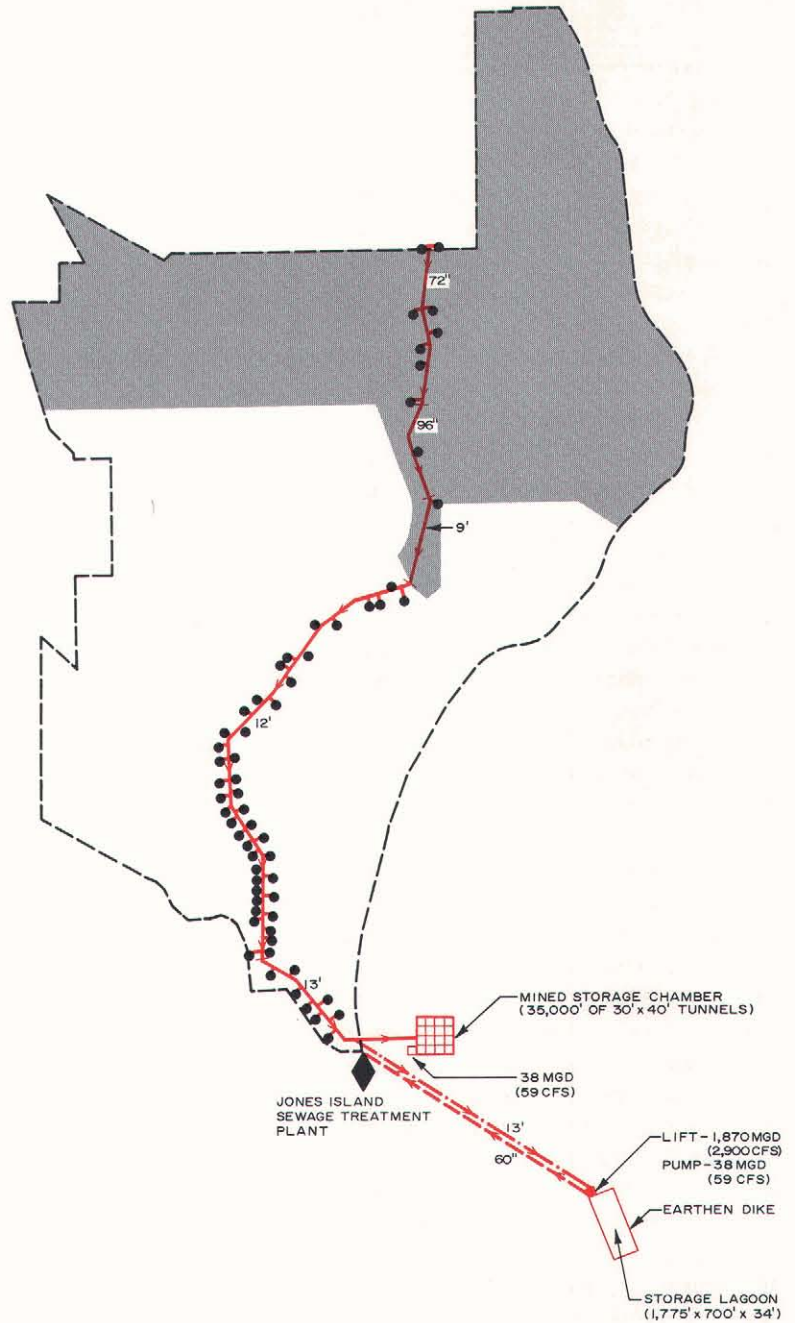 72"
96"
9'
12'
13'
MINED STORAGE CHAMBER
(35,000' OF 30' x 40' TUNNELS)
38 MGD
(59 CFS)
JONES ISLAND
SEWAGE TREATMENT
PLANT
13'
60"
LIFT-1,870 MGD
(2,900 CFS)
PUMP-38 MGD
(59 CFS)
EARTHEN DIKE
STORAGE LAGOON
(1,775' x 700' x 34')